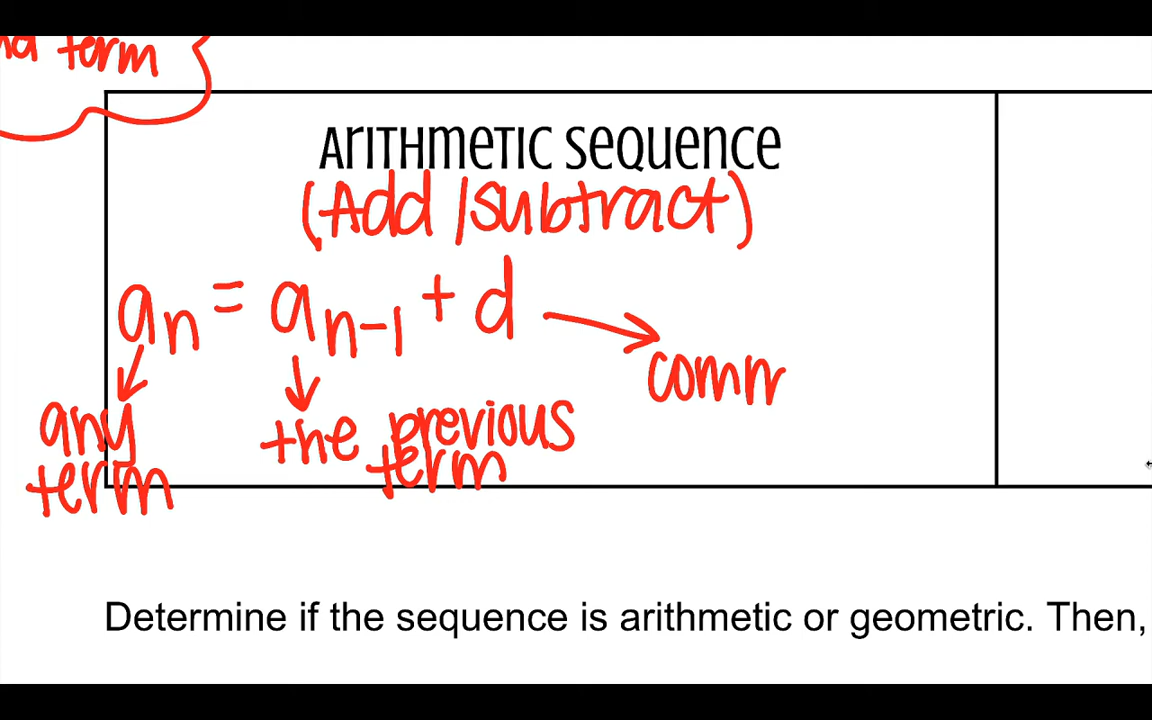 term
ARITHMETIC SEQUENCE
(Add/subtract)
an = an-1 + d
comm
any
term
the previous
term
Determine if the sequence is arithmetic or geometric. Then,